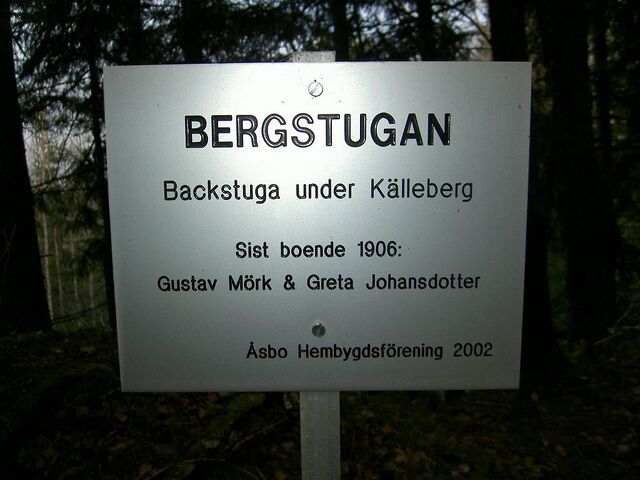 BERGSTUGAN
Backstuga under Källeberg
Sist boende 1906:
Gustav Mörk & Greta Johansdotter
Åsbo Hembygdsförening 2002